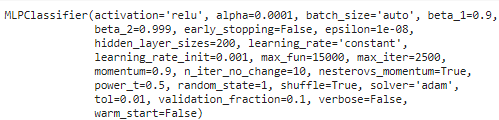 MLPClassifier(activation='relu', alpha=0.0001, batch_size='auto', beta_1=0.9,
beta_2=0.999, early_stopping=False, epsilon=1e-08,
hidden_layer_sizes=200, learning_rate='constant',
learning_rate_init=0.001, max_fun=15000, max_iter=2500,
momentum=0.9, n_iter_no_change=10, nesterovs_momentum=True,
power_t=0.5, random_state=1, shuffle=True, solver='adam',
tol=0.01, validation_fraction=0.1, verbose=False,
warm_start=False)